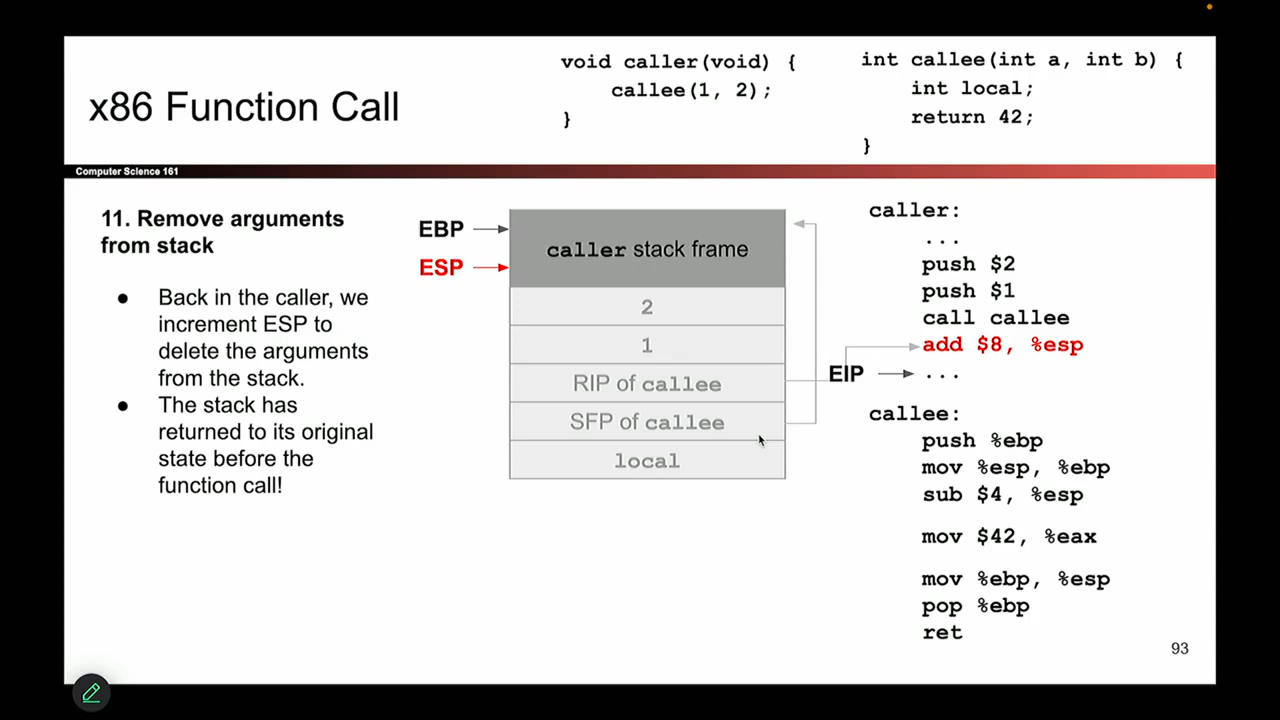 x86 Function Call
void caller(void) {
callee(1, 2);
}
int callee(int a, int b) {
int local;
return 42;
}
Computer Science 161
11. Remove arguments
from stack
● Back in the caller, we
increment ESP to
delete the arguments
from the stack.
● The stack has
returned to its original
state before the
function call!
EBP
ESP
caller stack frame
2
1
RIP of callee
SFP of callee
local
EIP
caller:
...
push $2
push $1
call callee
add $8, %esp
...
callee:
push %ebp
mov %esp, %ebp
sub $4, %esp
mov $42, %eax
mov %ebp, %esp
pop %ebp
ret
93